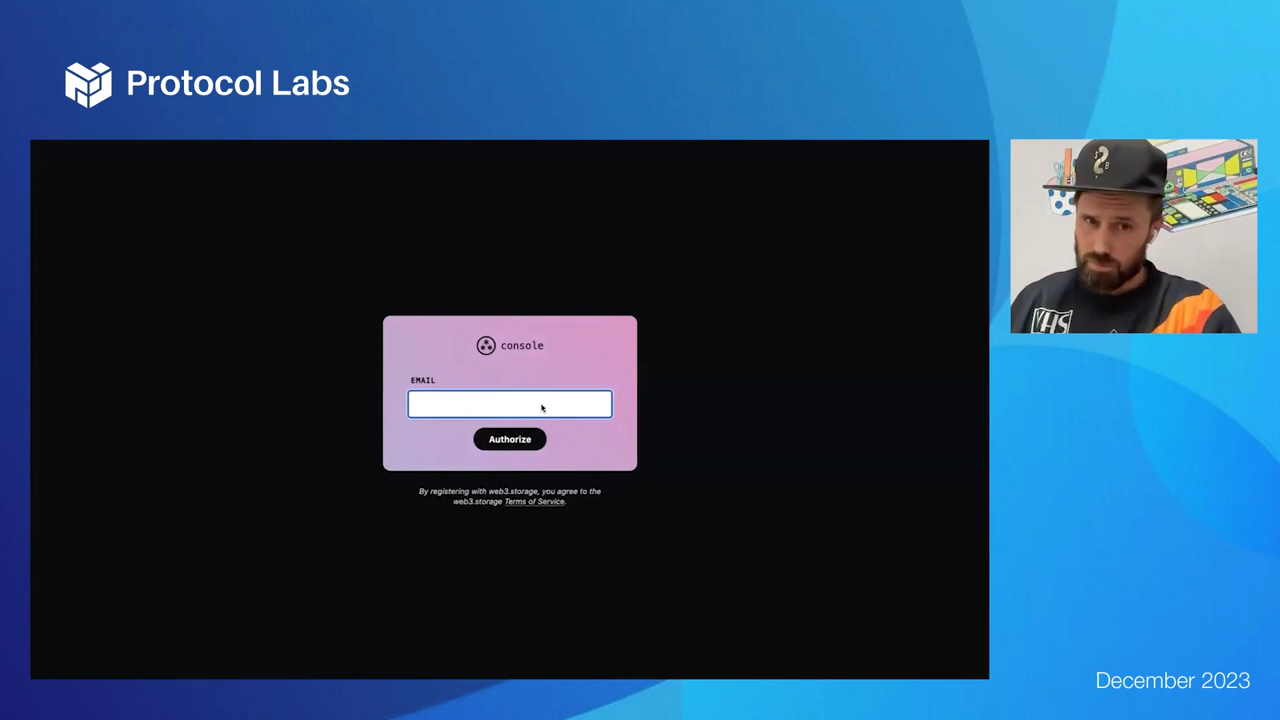 Protocol Labs
console
EMAIL
Authorize
By registering with web3.storage, you agree to the
web3.storage Terms of Service.
VHS
December 2023